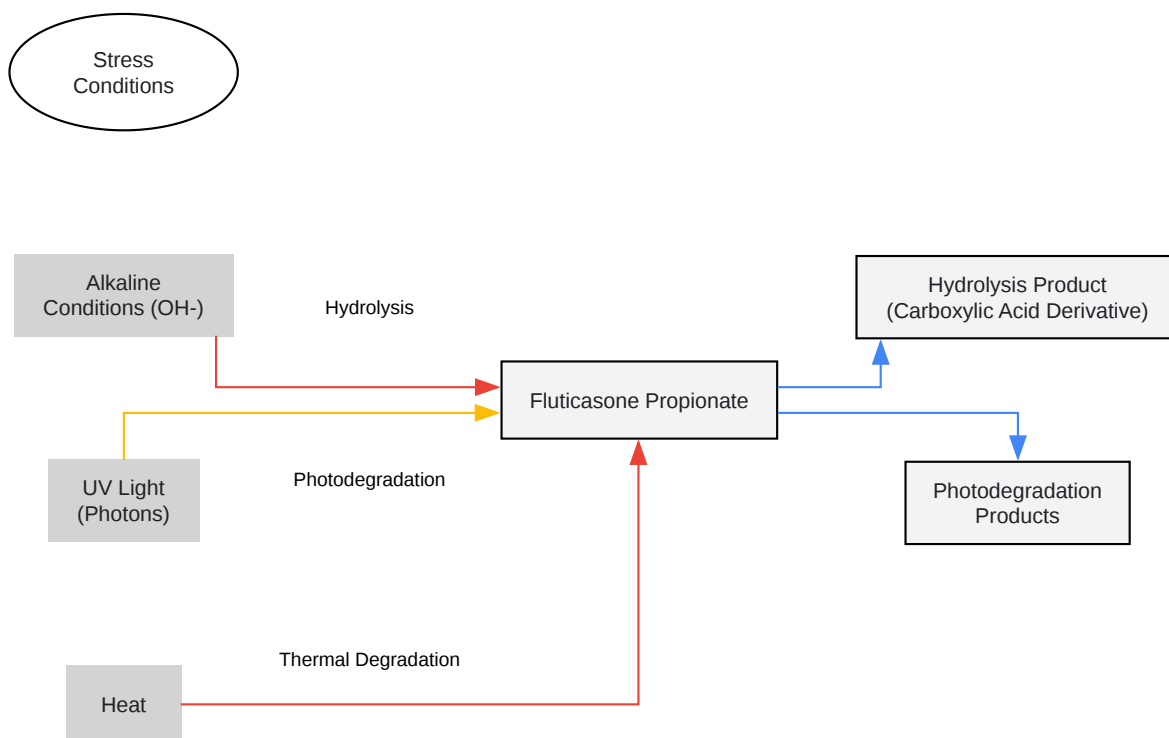 Stress
Conditions
Alkaline
Conditions (OH-)
Hydrolysis
Hydrolysis Product
(Carboxylic Acid Derivative)
Fluticasone Propionate
UV Light
(Photons)
Photodegradation
Photodegradation
Products
Thermal Degradation
Heat